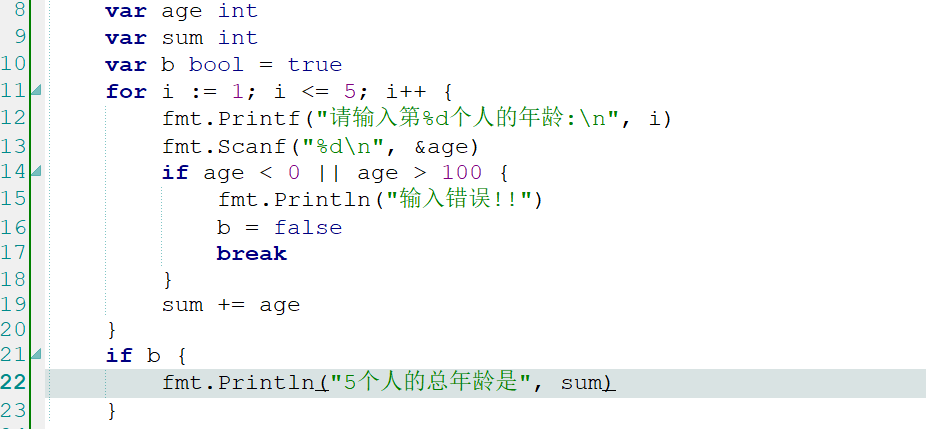 8 var age int
9 var sum int
10 var b bool = true
11 for i := 1; i <= 5; i++ {
12 fmt.Printf("请输入第%d个人的年龄:\n", i)
13 fmt.Scanf("%d\n", &age)
14 if age < 0 || age > 100 {
15 fmt.Println("输入错误!!")
16 b = false
17 break
18 }
19 sum += age
20 }
21 if b {
22 fmt.Println("5个人的总年龄是", sum)
23 }